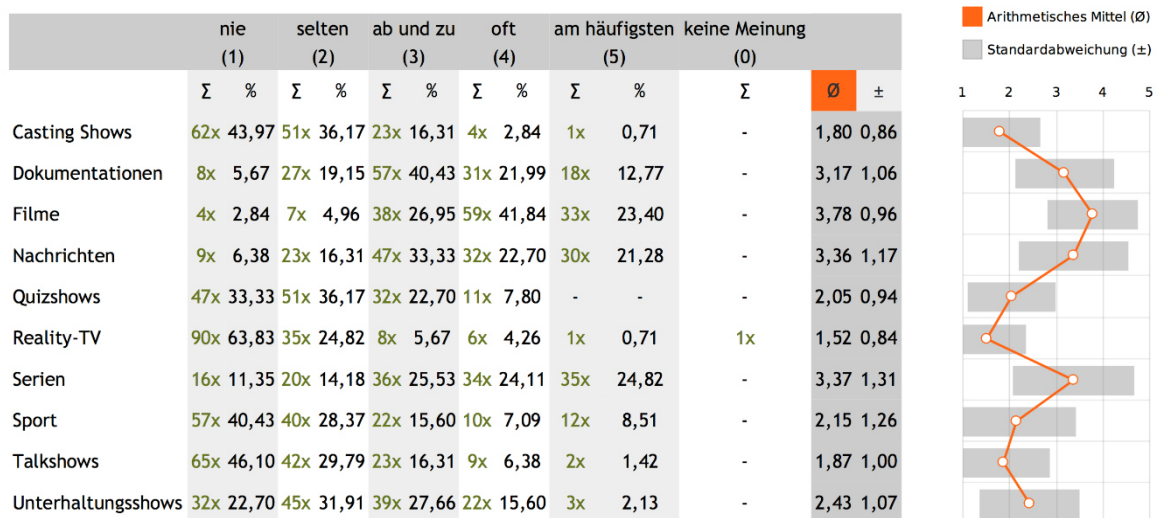 nie selten ab und zu oft am häufigsten keine Meinung
(1) (2) (3) (4) (5) (0)
Σ % Σ % Σ % Σ % Σ % Σ Ø ±
Casting Shows 62x 43,97 51x 36,17 23x 16,31 4x 2,84 1x 0,71 - 1,80 0,86
Dokumentationen 8x 5,67 27x 19,15 57x 40,43 31x 21,99 18x 12,77 - 3,17 1,06
Filme 4x 2,84 7x 4,96 38x 26,95 59x 41,84 33x 23,40 - 3,78 0,96
Nachrichten 9x 6,38 23x 16,31 47x 33,33 32x 22,70 30x 21,28 - 3,36 1,17
Quizshows 47x 33,33 51x 36,17 32x 22,70 11x 7,80 - - - 2,05 0,94
Reality-TV 90x 63,83 35x 24,82 8x 5,67 6x 4,26 1x 0,71 1x 1,52 0,84
Serien 16x 11,35 20x 14,18 36x 25,53 34x 24,11 35x 24,82 - 3,37 1,31
Sport 57x 40,43 40x 28,37 22x 15,60 10x 7,09 12x 8,51 - 2,15 1,26
Talkshows 65x 46,10 42x 29,79 23x 16,31 9x 6,38 2x 1,42 - 1,87 1,00
Unterhaltungsshows 32x 22,70 45x 31,91 39x 27,66 22x 15,60 3x 2,13 - 2,43 1,07
Arithmetisches Mittel (Ø)
Standardabweichung (±)
1 2 3 4 5